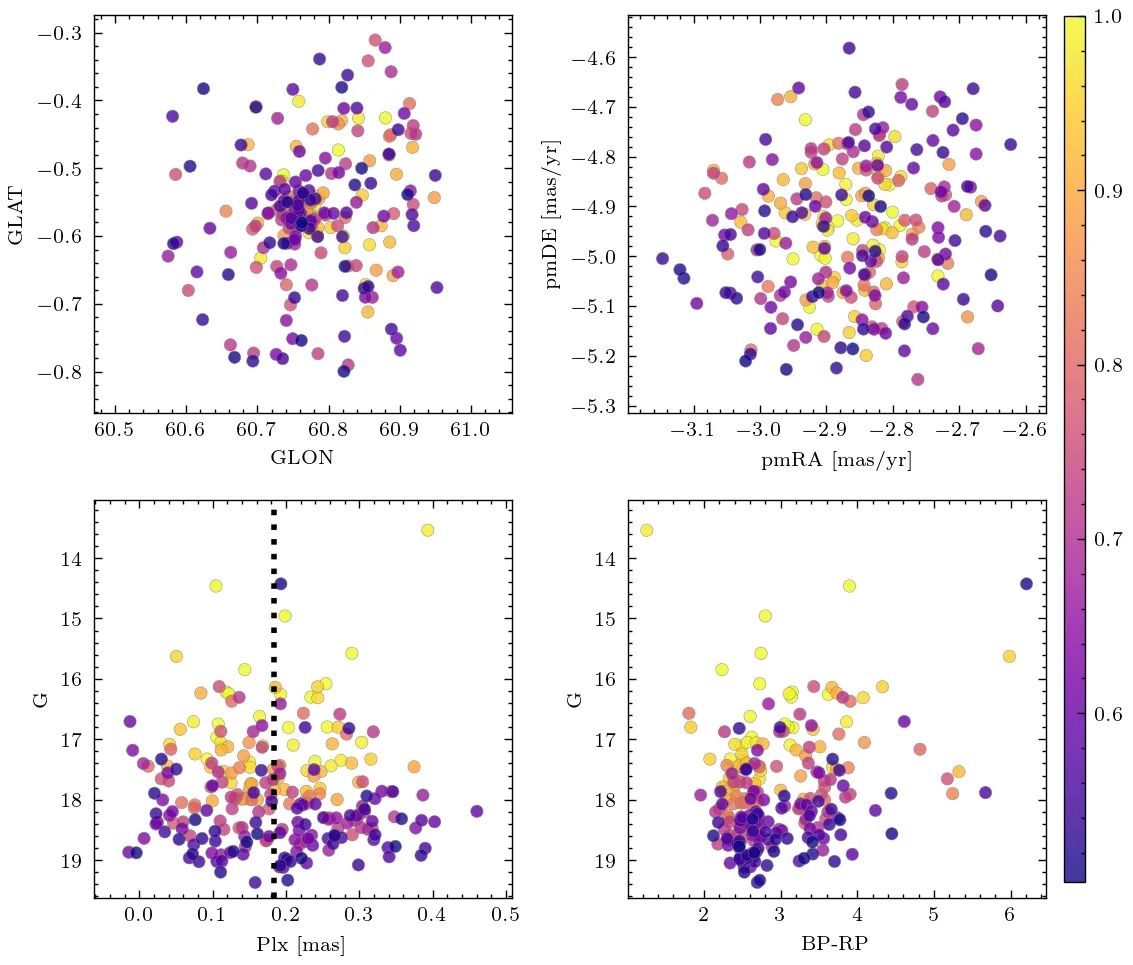 −0.3
−0.4
−0.5
−0.6
−0.7
−0.8
GLAT
60.5 60.6 60.7 60.8 60.9 61.0
GLON
−4.6
−4.7
−4.8
−4.9
−5.0
−5.1
−5.2
−5.3
pmDE [mas/yr]
−3.1 −3.0 −2.9 −2.8 −2.7 −2.6
pmRA [mas/yr]
1.0
0.9
0.8
0.7
0.6
14
15
16
17
18
19
G
0.0 0.1 0.2 0.3 0.4 0.5
Plx [mas]
14
15
16
17
18
19
G
2 3 4 5 6
BP-RP